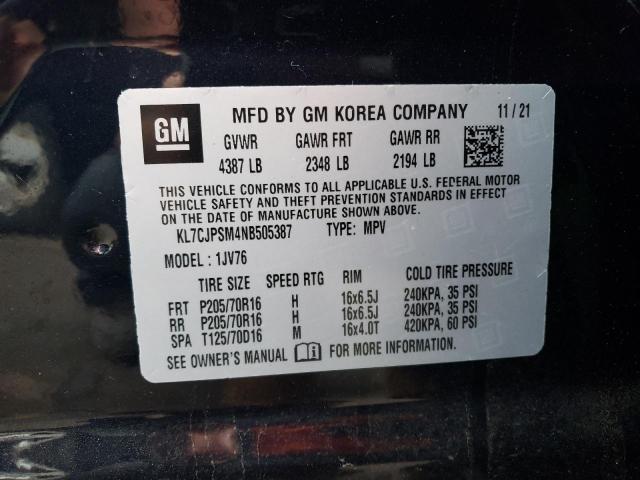 GM MFD BY GM KOREA COMPANY 11 / 21
GVWR GAWR FRT GAWR RR
4387 LB 2348 LB 2194 LB
THIS VEHICLE CONFORMS TO ALL APPLICABLE U.S. FEDERAL MOTOR
VEHICLE SAFETY AND THEFT PREVENTION STANDARDS IN EFFECT
ON THE DATE OF MANUFACTURE SHOWN ABOVE.
KL7CJPSM4NB505387 TYPE: MPV
MODEL : 1JV76
TIRE SIZE SPEED RTG RIM COLD TIRE PRESSURE
FRT P205/70R16 H 16x6.5J 240KPA, 35 PSI
RR P205/70R16 H 16x6.5J 240KPA, 35 PSI
SPA T125/70D16 M 16x4.0T 420KPA, 60 PSI
SEE OWNER'S MANUAL FOR MORE INFORMATION.